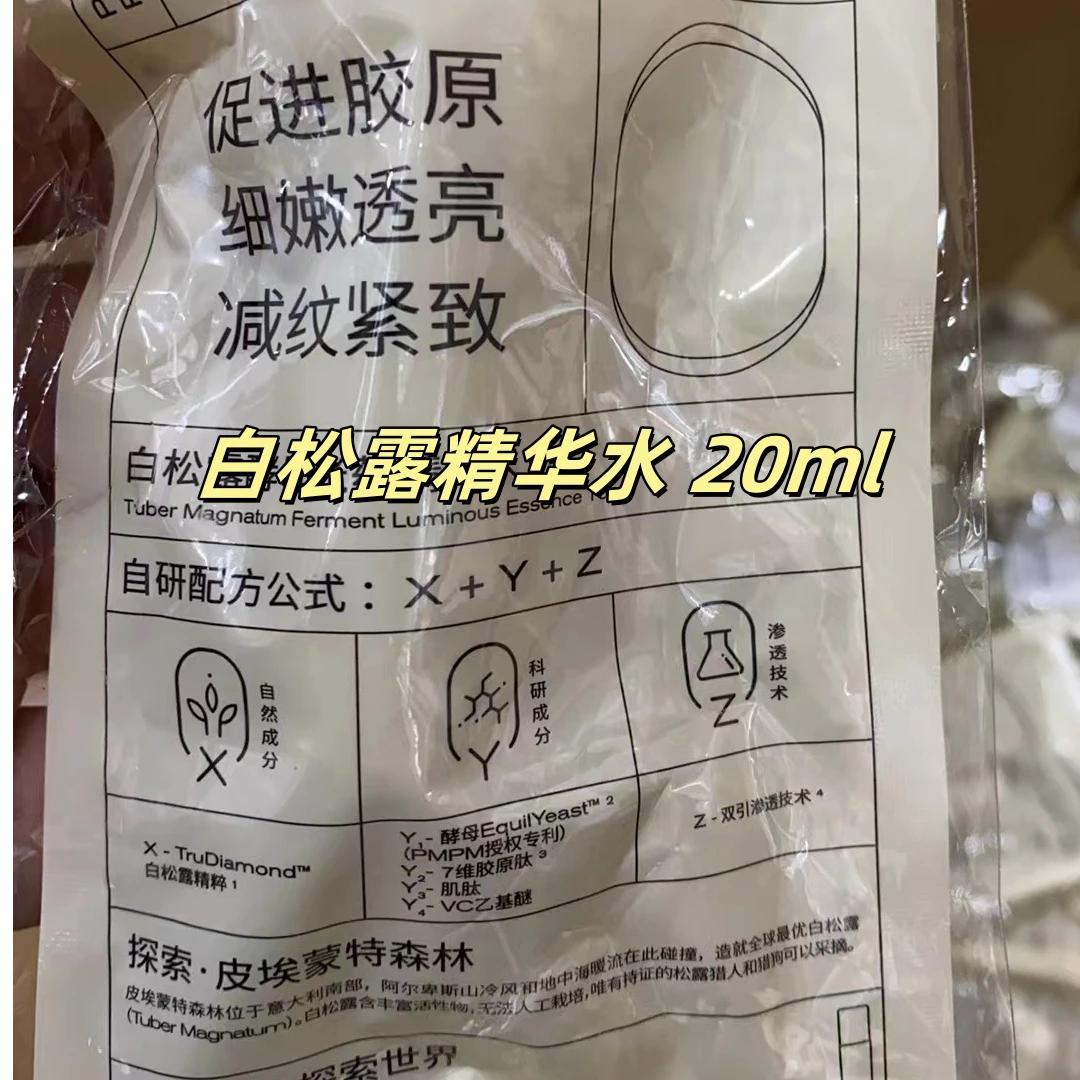 促进胶原
细嫩透亮
减纹紧致
白松露精华水 20ml
白松
Tuber Magnatum Ferment Luminous Essence
自研配方公式：X + Y + Z
自然成分
X
科研成分
Y
渗透技术
Z
X - TruDiamond™
白松露精粹 1
Y1- 酵母EquilYeast™ 2
(PMPM授权专利)
Y2- 7维胶原肽 3
Y3- 肌肽
Y4- VC乙基醚
Z - 双引渗透技术 4
探索·皮埃蒙特森林
皮埃蒙特森林位于意大利南部，阿尔卑斯山冷风和地中海暖流在此碰撞，造就全球最优白松露
(Tuber Magnatum)。白松露含丰富活性物,无法人工栽培,唯有持证的松露猎人和猎狗可以采摘。
探索世界